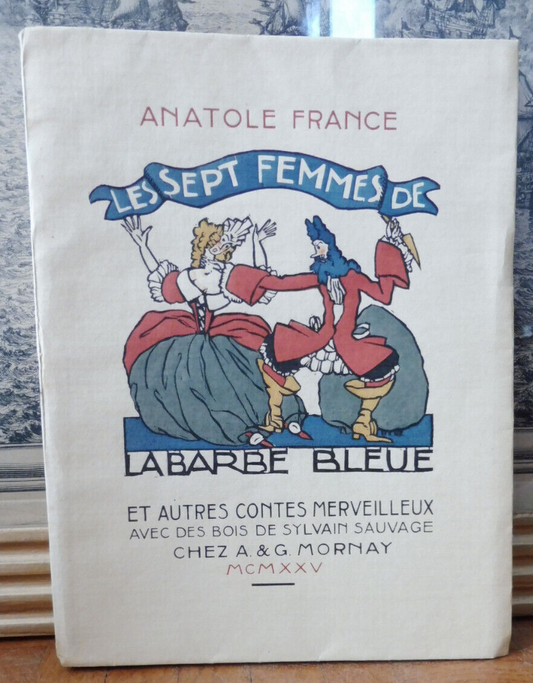 ANATOLE FRANCE
LES SEPT FEMMES DE
LA BARBE BLEUE
ET AUTRES CONTES MERVEILLEUX
AVEC DES BOIS DE SYLVAIN SAUVAGE
CHEZ A. & G. MORNAY
MCMXXV